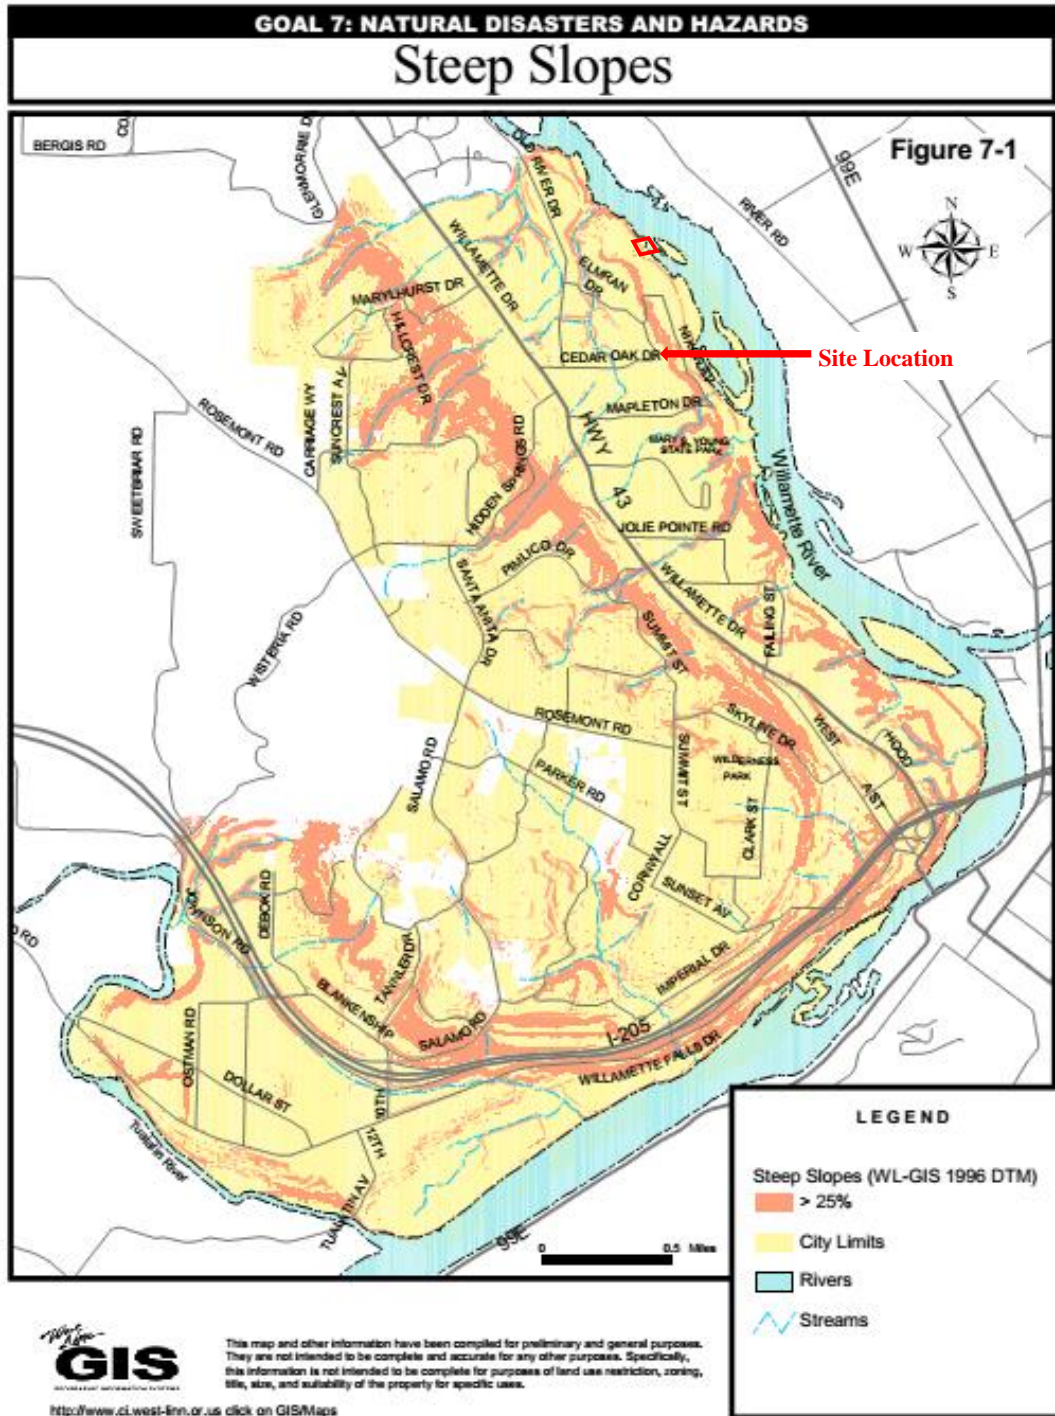 GOAL 7: NATURAL DISASTERS AND HAZARDS
Steep Slopes
Figure 7-1
N
W E
S
BERGIS RD
GLENMORRIE D
OLD RIVER DR
99E
RIVER RD
WILLAMETTE DR
ELMRAN
DR
MARYLHURST DR
HILLCREST DR
CEDAR OAK DR
Site Location
CARRIAGE WY
SUNCREST AV
ROSEMONT RD
SWEETBRIAR RD
MAPLETON DR
HWY
43
MARY S. YOUNG
STATE PARK
HIDDEN SPRINGS RD
Willamette River
JOLIE POINTE RD
PIMLICO DR
SANTA ANITA DR
WILLAMETTE DR
FAILING ST
WISTERIA RD
SUMMIT ST
ROSEMONT RD
SKYLINE DR
WEST
HOOD
A ST
SUMMIT ST
WILDERNESS
PARK
PARKER RD
SALAMO RD
CLARK ST
CORNWALL
SUNSET AV
DEBOK RD
JOHNSON RD
O RD
IMPERIAL DR
TANNLER DR
BLANKENSHIP
SALAMO RD
I-205
WILLAMETTE FALLS DR
OSTMAN RD
DOLLAR ST
10TH
12TH
Tualatin River
TUALATIN AV
99E
0 0.5 Miles
LEGEND
Steep Slopes (WL-GIS 1996 DTM)
> 25%
City Limits
Rivers
Streams
West Linn
GIS
GEOGRAPHIC INFORMATION SYSTEMS
This map and other information have been compiled for preliminary and general purposes.
They are not intended to be complete and accurate for any other purposes. Specifically,
this information is not intended to be complete for purposes of land use restriction, zoning,
title, size, and suitability of the property for specific uses.
http://www.ci.west-linn.or.us click on GIS/Maps